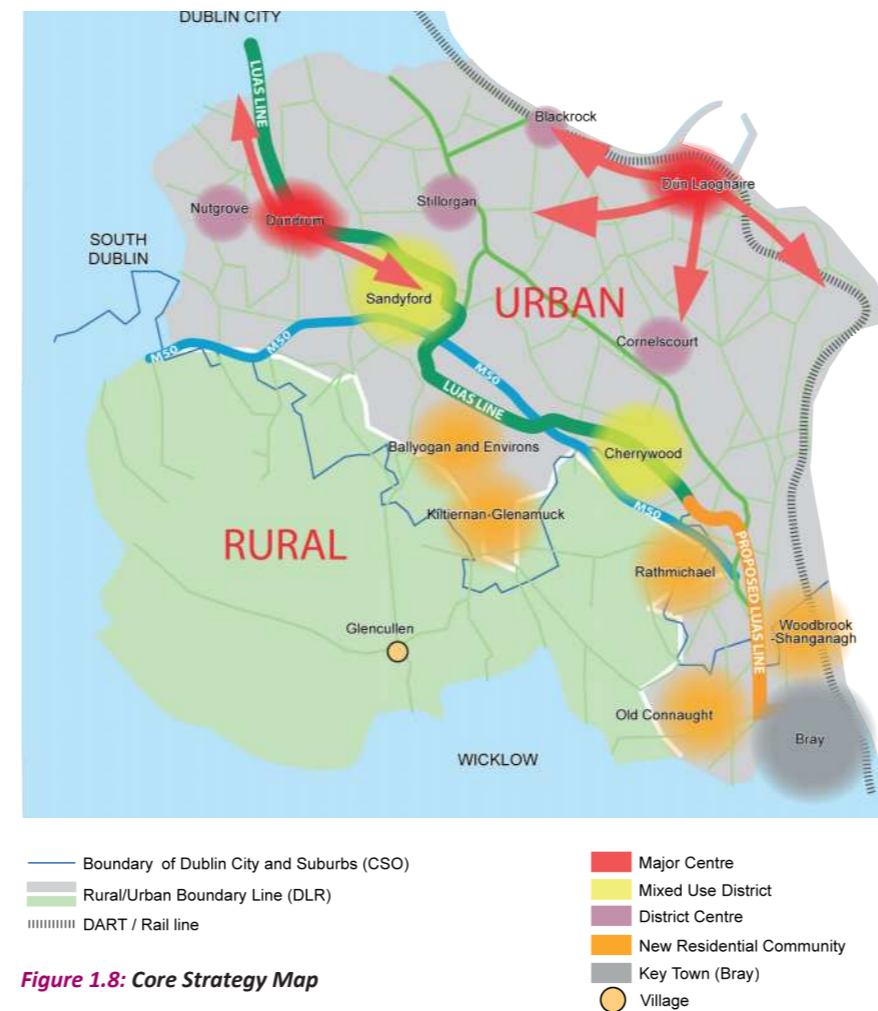 DUBLIN CITY
LUAS LINE
Blackrock
Dún Laoghaire
Nutgrove
Dundrum
Stillorgan
SOUTH
DUBLIN
Sandyford
URBAN
Cornelscourt
M50
M50
M50
LUAS LINE
Ballyogan and Environs
Cherrywood
Kiltiernan-Glenamuck
M50
RURAL
Rathmichael
PROPOSED LUAS LINE
Woodbrook
-Shanganagh
Glencullen
Old Connaught
Bray
WICKLOW
Boundary of Dublin City and Suburbs (CSO)
Rural/Urban Boundary Line (DLR)
DART / Rail line
Major Centre
Mixed Use District
District Centre
New Residential Community
Key Town (Bray)
Village
Figure 1.8: Core Strategy Map